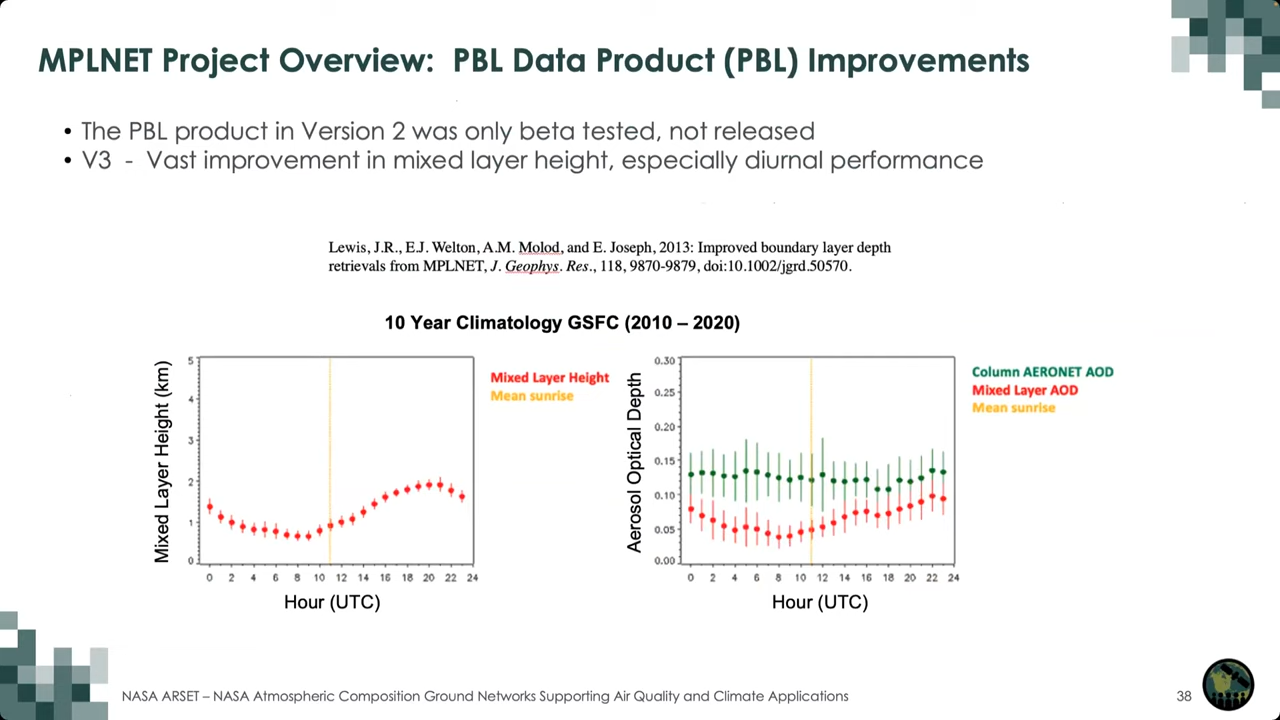 MPLNET Project Overview:  PBL Data Product (PBL) Improvements
• The PBL product in Version 2 was only beta tested, not released
• V3  -  Vast improvement in mixed layer height, especially diurnal performance
Lewis, J.R., E.J. Welton, A.M. Molod, and E. Joseph, 2013: Improved boundary layer depth
retrievals from MPLNET, J. Geophys. Res., 118, 9870-9879, doi:10.1002/jgrd.50570.
10 Year Climatology GSFC (2010 – 2020)
Mixed Layer Height (km)
5
4
3
2
1
0
0 2 4 6 8 10 12 14 16 18 20 22 24
Hour (UTC)
Mixed Layer Height
Mean sunrise
Aerosol Optical Depth
0.30
0.25
0.20
0.15
0.10
0.05
0.00
0 2 4 6 8 10 12 14 16 18 20 22 24
Hour (UTC)
Column AERONET AOD
Mixed Layer AOD
Mean sunrise
NASA ARSET – NASA Atmospheric Composition Ground Networks Supporting Air Quality and Climate Applications
38